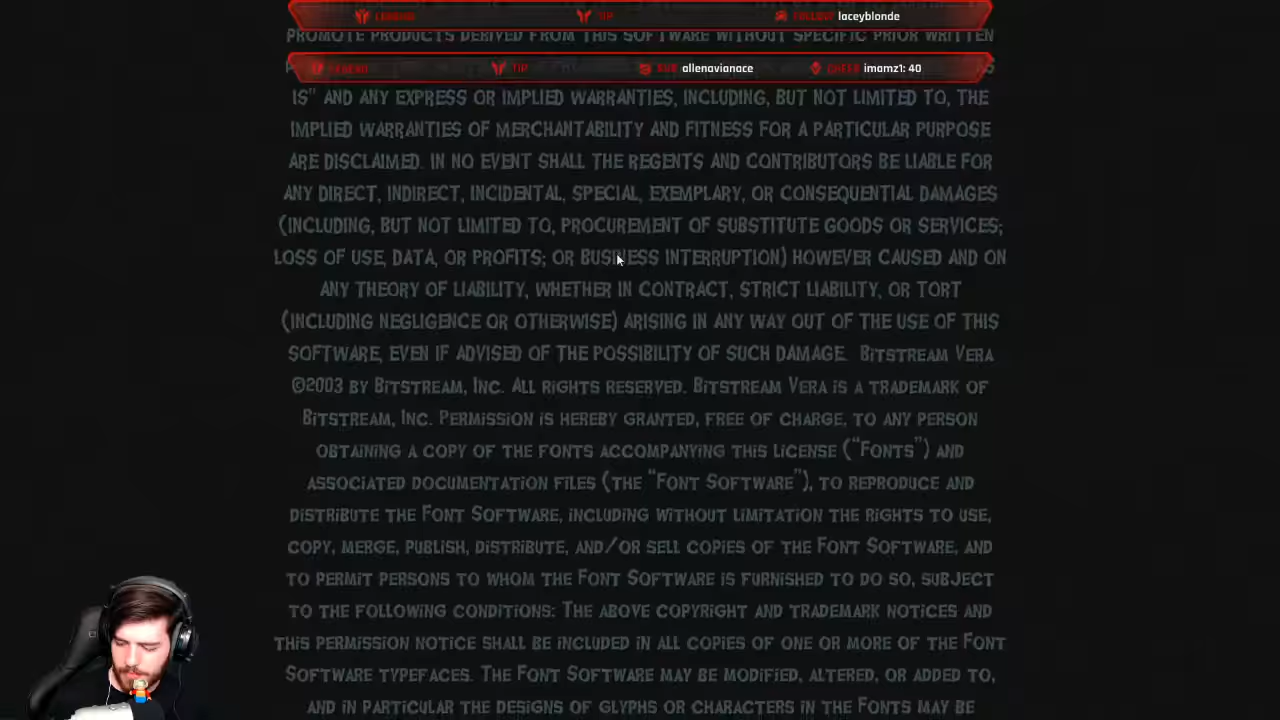 LEGEND TIP FOLLOW laceyblonde
PROMOTE PRODUCTS DERIVED FROM THIS SOFTWARE WITHOUT SPECIFIC PRIOR WRITTEN
LEGEND TIP SUB allenavianace CHEER imamz1: 40
IS" AND ANY EXPRESS OR IMPLIED WARRANTIES, INCLUDING, BUT NOT LIMITED TO, THE
IMPLIED WARRANTIES OF MERCHANTABILITY AND FITNESS FOR A PARTICULAR PURPOSE
ARE DISCLAIMED. IN NO EVENT SHALL THE REGENTS AND CONTRIBUTORS BE LIABLE FOR
ANY DIRECT, INDIRECT, INCIDENTAL, SPECIAL, EXEMPLARY, OR CONSEQUENTIAL DAMAGES
(INCLUDING, BUT NOT LIMITED TO, PROCUREMENT OF SUBSTITUTE GOODS OR SERVICES;
LOSS OF USE, DATA, OR PROFITS; OR BUSINESS INTERRUPTION) HOWEVER CAUSED AND ON
ANY THEORY OF LIABILITY, WHETHER IN CONTRACT, STRICT LIABILITY, OR TORT
(INCLUDING NEGLIGENCE OR OTHERWISE) ARISING IN ANY WAY OUT OF THE USE OF THIS
SOFTWARE, EVEN IF ADVISED OF THE POSSIBILITY OF SUCH DAMAGE. Bitstream Vera
©2003 by Bitstream, Inc. All rights reserved. Bitstream Vera is a trademark of
Bitstream, Inc. Permission is hereby granted, free of charge, to any person
obtaining a copy of the fonts accompanying this license (“Fonts”) and
associated documentation files (the “Font Software”), to reproduce and
distribute the Font Software, including without limitation the rights to use,
copy, merge, publish, distribute, and/or sell copies of the Font Software, and
to permit persons to whom the Font Software is furnished to do so, subject
to the following conditions: The above copyright and trademark notices and
this permission notice shall be included in all copies of one or more of the Font
Software typefaces. The Font Software may be modified, altered, or added to,
and in particular the designs of glyphs or characters in the Fonts may be